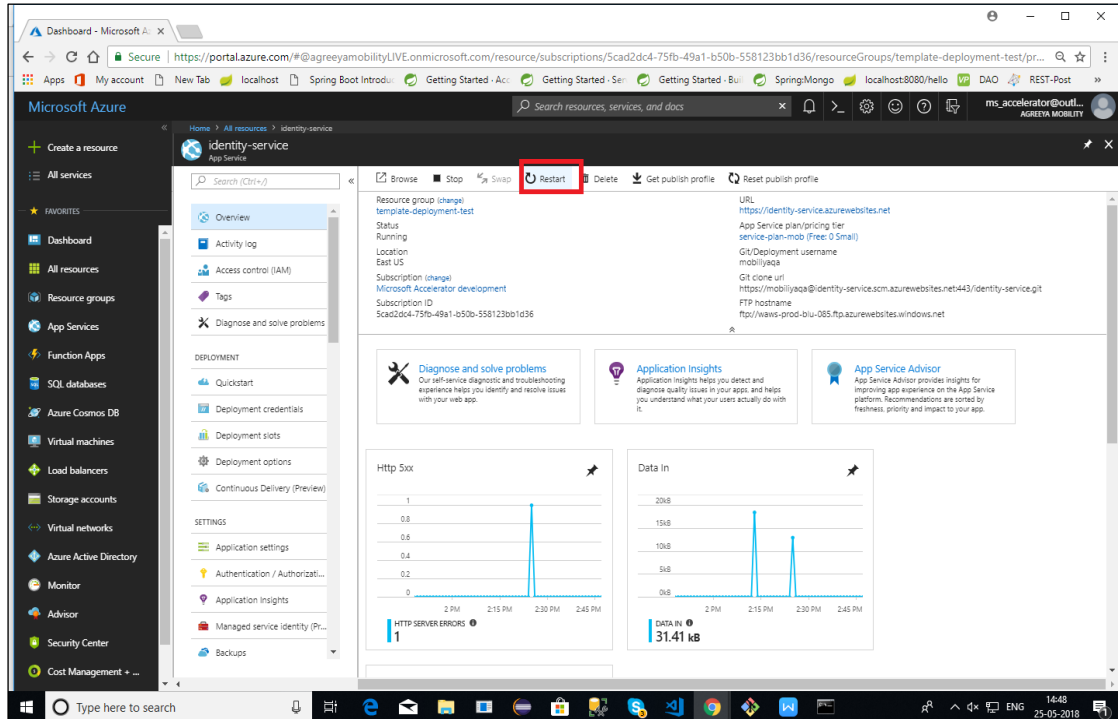 Dashboard - Microsoft A
Secure
https://portal.azure.com/#@agreeyamobilityLIVE.onmicrosoft.com/resource/subscriptions/5cad2dc4-75fb-49a1-b50b-558123bb1d36/resourceGroups/template-deployment-test/pr...
Apps
My account
New Tab
localhost
Spring Boot Introduc
Getting Started · Acc
Getting Started · Ser
Getting Started · Buil
Spring:Mongo
localhost:8080/hello
VP
DAO
REST-Post
»
Microsoft Azure
Search resources, services, and docs
ms_accelerator@outl...
AGREEYA MOBILITY
Home > All resources > identity-service
identity-service
App Service
Create a resource
All services
FAVORITES
Dashboard
All resources
Resource groups
App Services
Function Apps
SQL databases
Azure Cosmos DB
Virtual machines
Load balancers
Storage accounts
Virtual networks
Azure Active Directory
Monitor
Advisor
Security Center
Cost Management + ...
Search (Ctrl+/)
Overview
Activity log
Access control (IAM)
Tags
Diagnose and solve problems
DEPLOYMENT
Quickstart
Deployment credentials
Deployment slots
Deployment options
Continuous Delivery (Preview)
SETTINGS
Application settings
Authentication / Authorizati...
Application Insights
Managed service identity (Pr...
Backups
Browse
Stop
Swap
Restart
Delete
Get publish profile
Reset publish profile
Resource group (change)
template-deployment-test
Status
Running
Location
East US
Subscription (change)
Microsoft Accelerator development
Subscription ID
5cad2dc4-75fb-49a1-b50b-558123bb1d36
URL
https://identity-service.azurewebsites.net
App Service plan/pricing tier
service-plan-mob (Free: 0 Small)
Git/Deployment username
mobiliyaqa
Git clone url
https://mobiliyaqa@identity-service.scm.azurewebsites.net:443/identity-service.git
FTP hostname
ftp://waws-prod-blu-085.ftp.azurewebsites.windows.net
Diagnose and solve problems
Our self-service diagnostic and troubleshooting
experience helps you identify and resolve issues
with your web app.
Application Insights
Application Insights helps you detect and
diagnose quality issues in your apps, and helps
you understand what your users actually do with
it.
App Service Advisor
App Service Advisor provides insights for
improving app experience on the App Service
platform. Recommendations are sorted by
freshness, priority and impact to your app.
Http 5xx
1
0.8
0.6
0.4
0.2
0
2 PM 2:15 PM 2:30 PM 2:45 PM
HTTP SERVER ERRORS
1
Data In
20kB
15kB
10kB
5kB
0kB
2 PM 2:15 PM 2:30 PM 2:45 PM
DATA IN
31.41 kB
Type here to search
ENG
14:48
25-05-2018